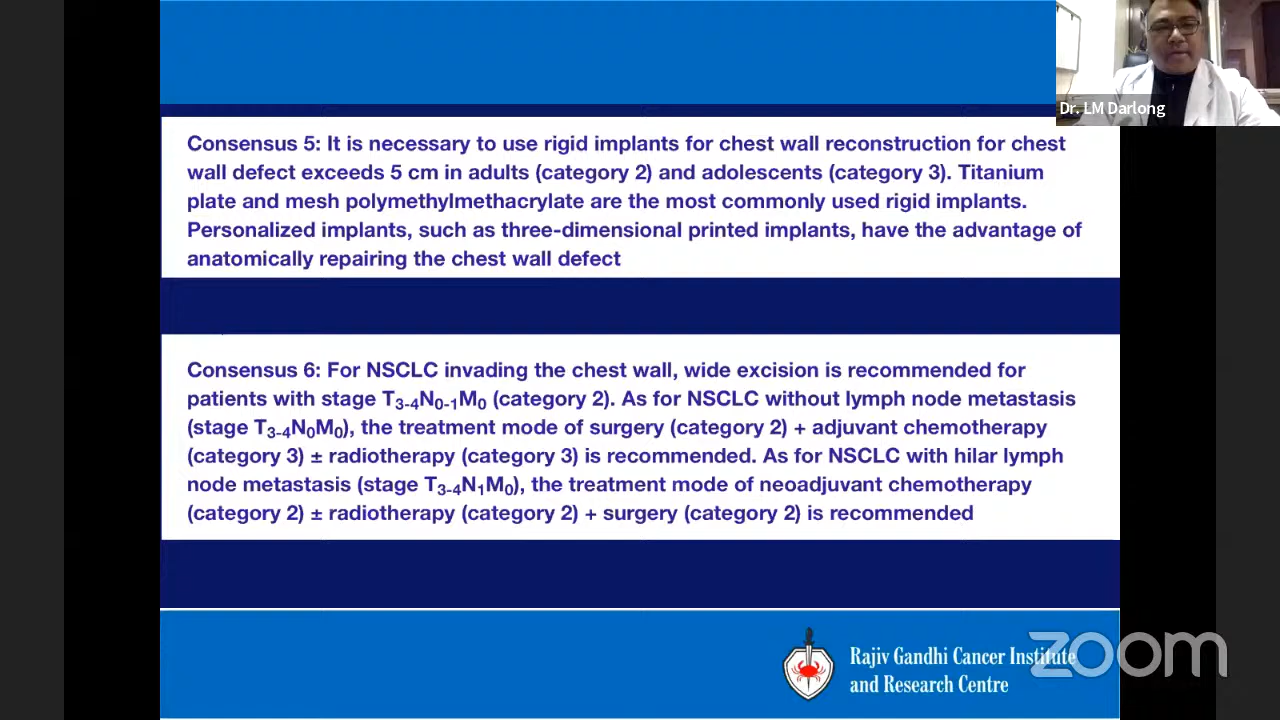 Dr. LM Darlong
Consensus 5: It is necessary to use rigid implants for chest wall reconstruction for chest
wall defect exceeds 5 cm in adults (category 2) and adolescents (category 3). Titanium
plate and mesh polymethylmethacrylate are the most commonly used rigid implants.
Personalized implants, such as three-dimensional printed implants, have the advantage of
anatomically repairing the chest wall defect
Consensus 6: For NSCLC invading the chest wall, wide excision is recommended for
patients with stage T₃₋₄N₀₋₁M₀ (category 2). As for NSCLC without lymph node metastasis
(stage T₃₋₄N₀M₀), the treatment mode of surgery (category 2) + adjuvant chemotherapy
(category 3) ± radiotherapy (category 3) is recommended. As for NSCLC with hilar lymph
node metastasis (stage T₃₋₄N₁M₀), the treatment mode of neoadjuvant chemotherapy
(category 2) ± radiotherapy (category 2) + surgery (category 2) is recommended
Rajiv Gandhi Cancer Institute
and Research Centre
zoom